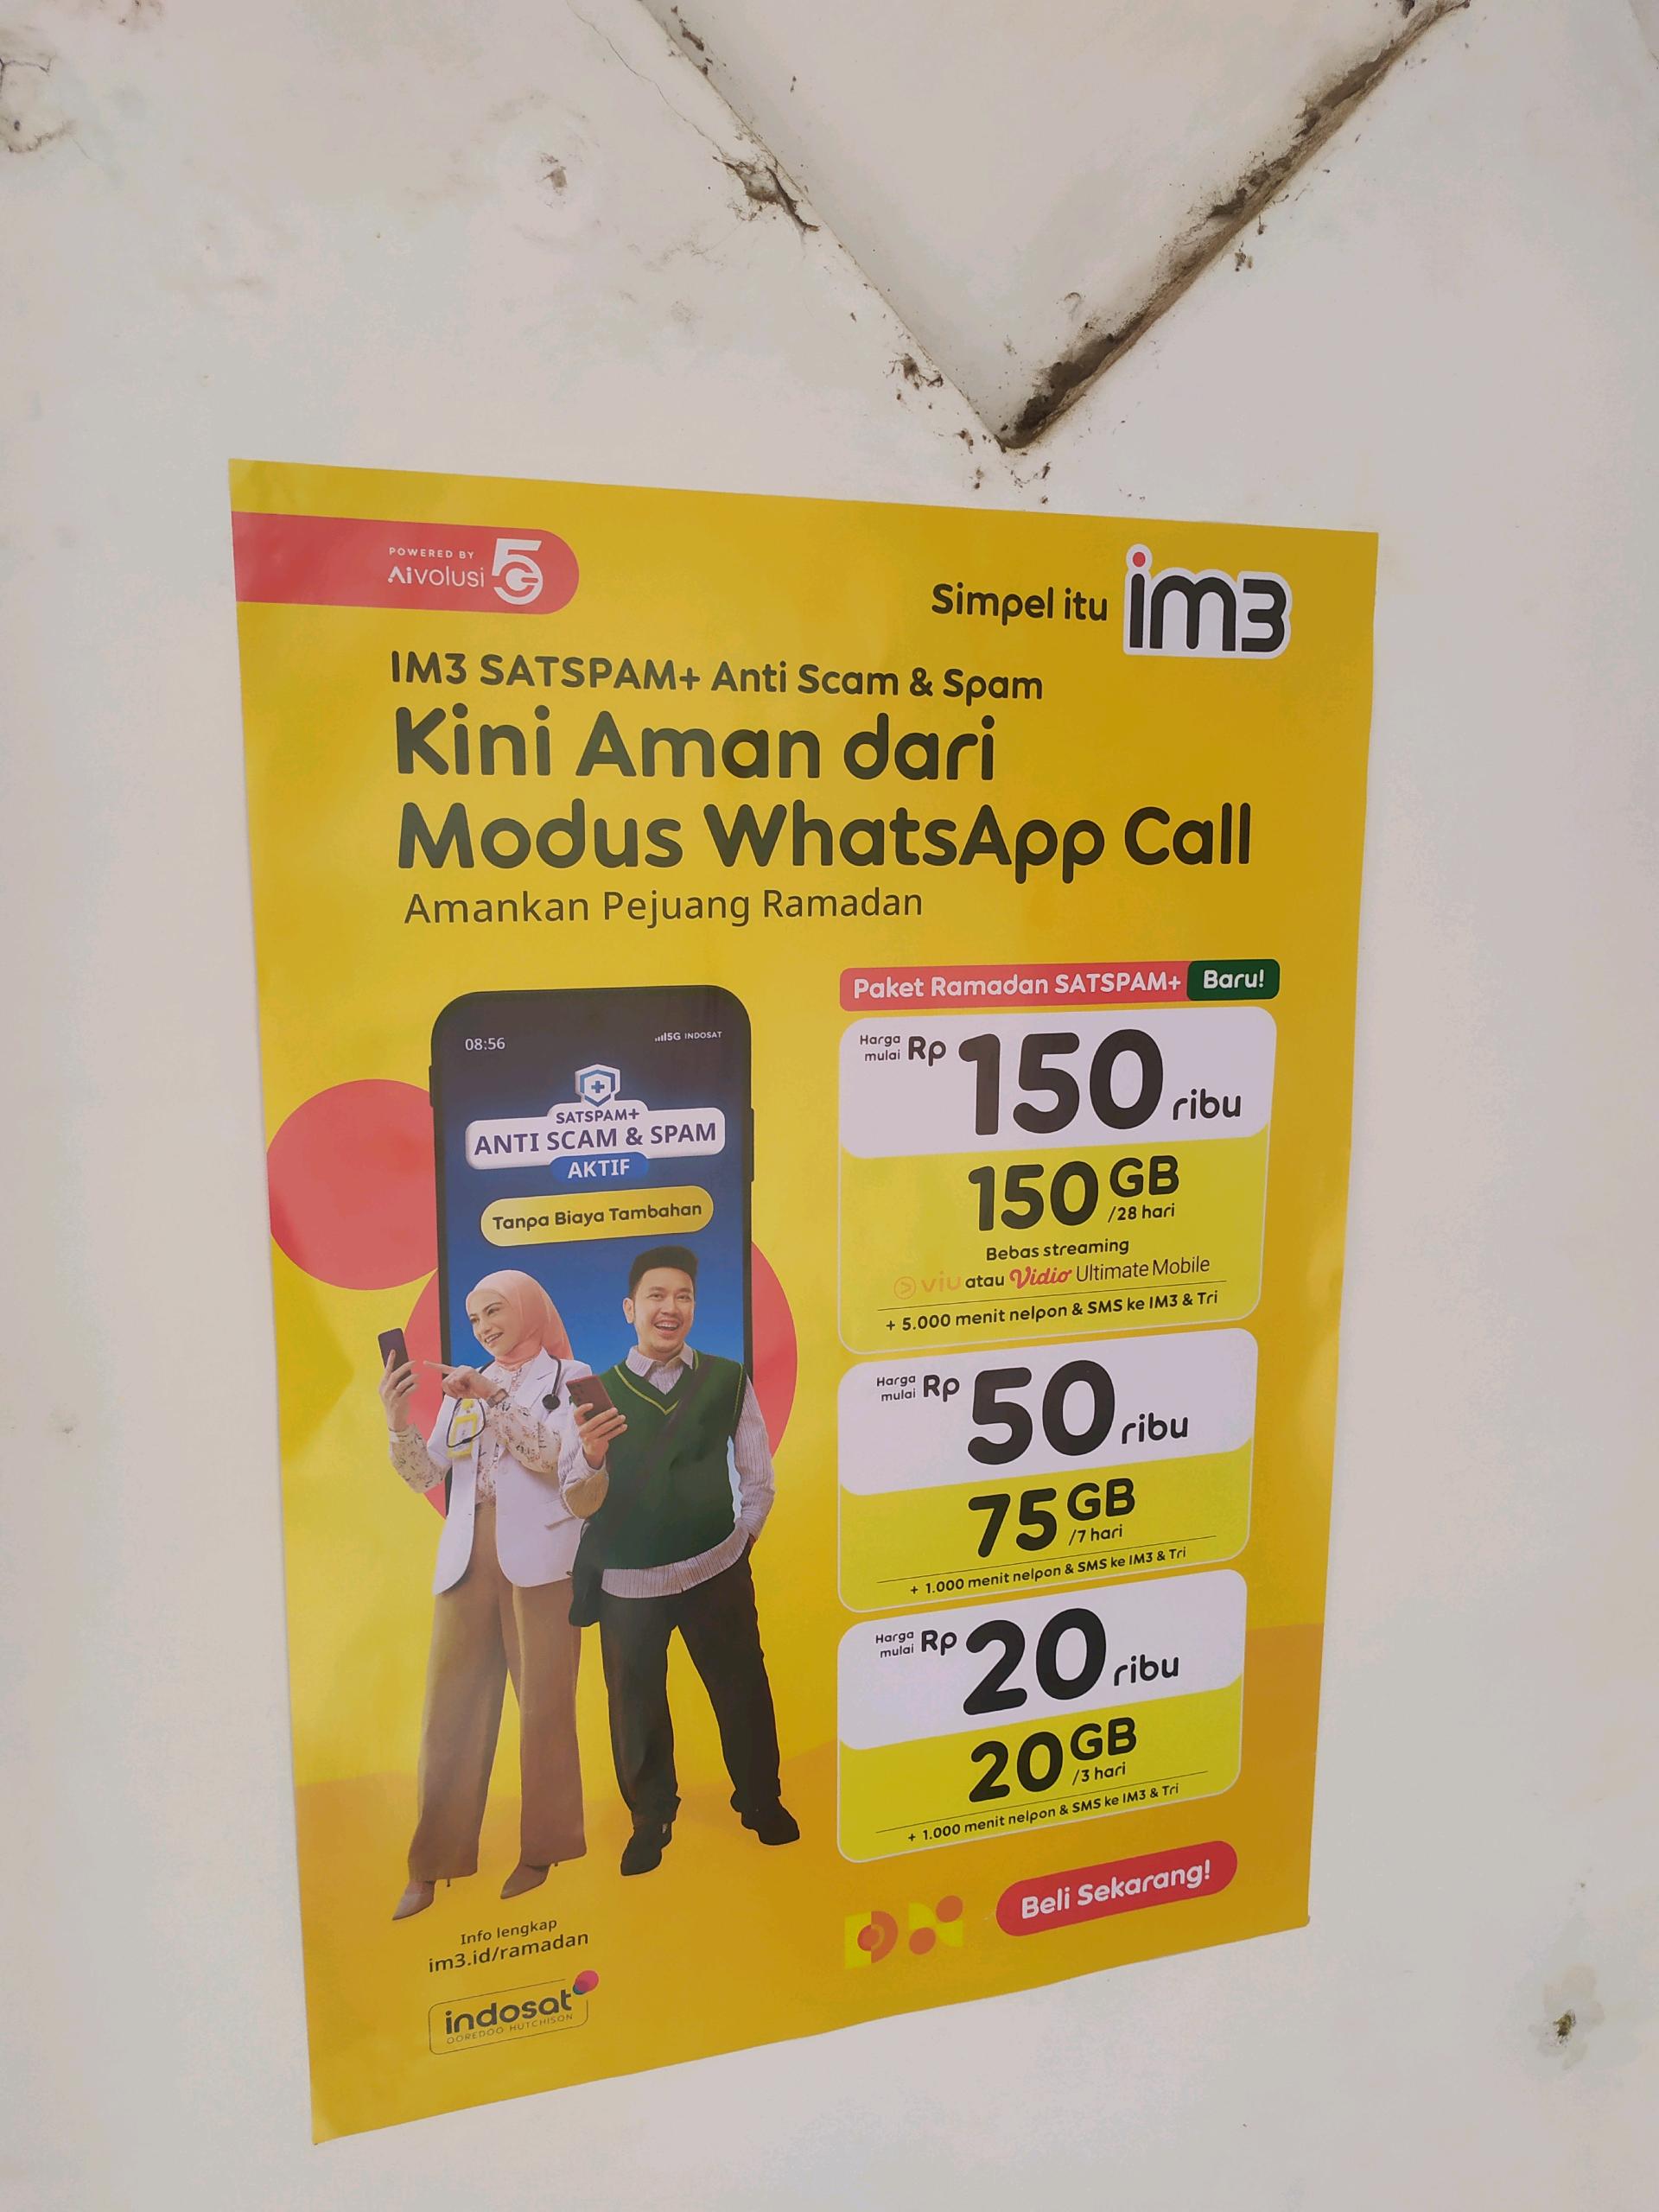 POWERED BY
AIvolusi 5G
Simpel itu im3
IM3 SATSPAM+ Anti Scam & Spam
Kini Aman dari
Modus WhatsApp Call
Amankan Pejuang Ramadan
08:56
5G INDOSAT
SATSPAM+
ANTI SCAM & SPAM
AKTIF
Tanpa Biaya Tambahan
Paket Ramadan SATSPAM+ Baru!
Harga mulai Rp 150 ribu
150 GB /28 hari
Bebas streaming
viu atau Vidio Ultimate Mobile
+ 5.000 menit nelpon & SMS ke IM3 & Tri
Harga mulai Rp 50 ribu
75 GB /7 hari
+ 1.000 menit nelpon & SMS ke IM3 & Tri
Harga mulai Rp 20 ribu
20 GB /3 hari
+ 1.000 menit nelpon & SMS ke IM3 & Tri
Beli Sekarang!
Info lengkap
im3.id/ramadan
indosat
OOREDOO HUTCHISON